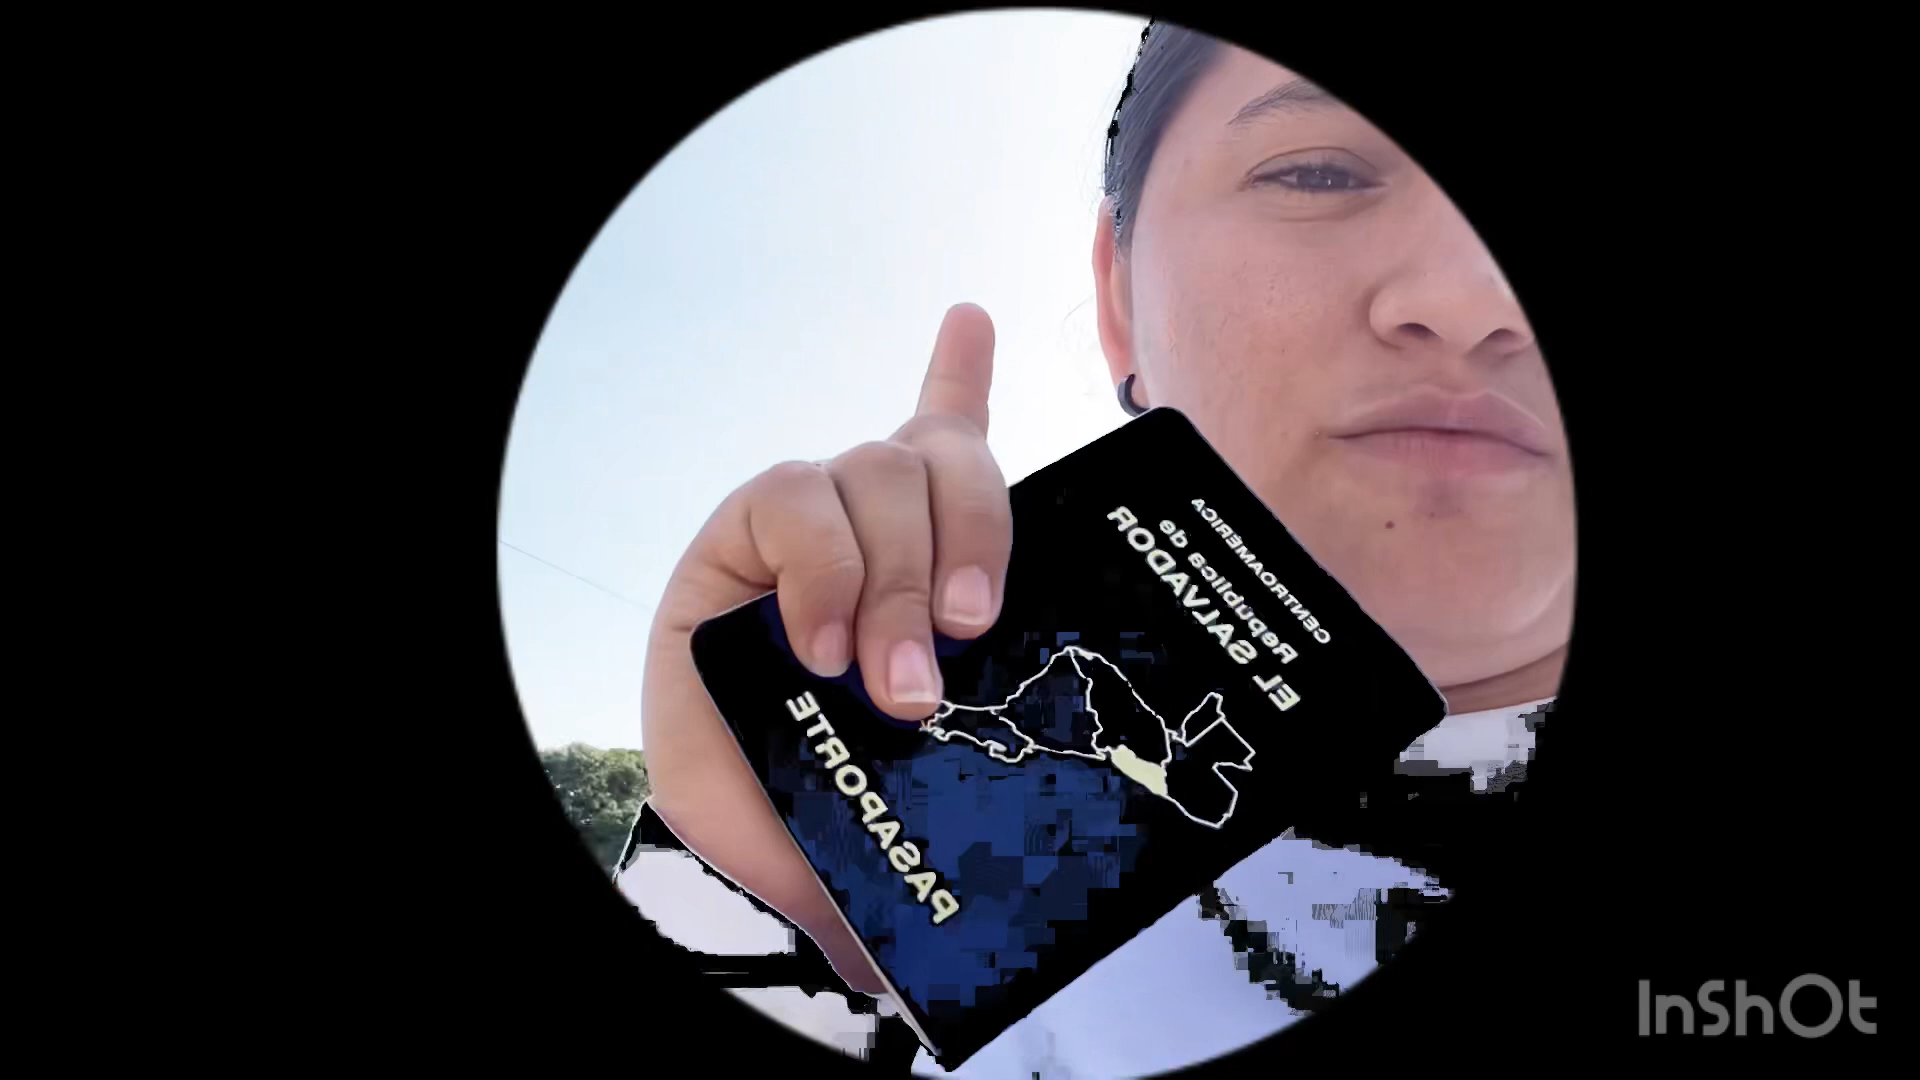 CENTROAMÉRICA
República de
EL SALVADOR
PASAPORTE
InShOt